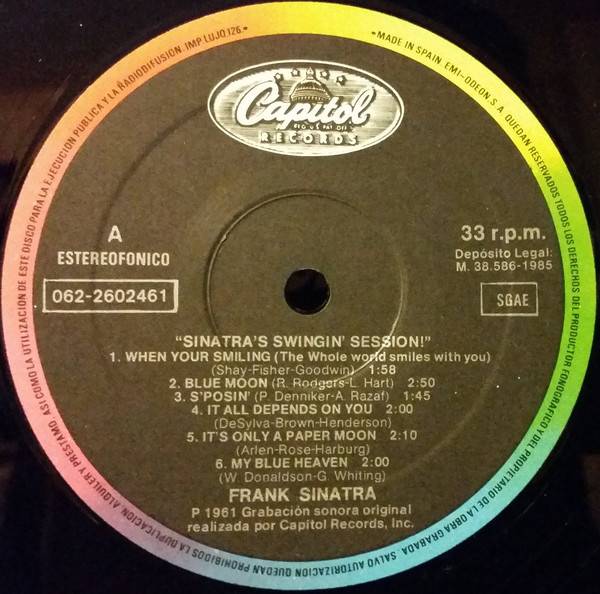 Capitol
REG. U.S. PAT. OFF.
RECORDS
A
ESTEREOFONICO
062-2602461
33 r.p.m.
Depósito Legal:
M. 38.586-1985
SGAE
"SINATRA'S SWINGIN' SESSION!"
1. WHEN YOUR SMILING (The Whole world smiles with you)
(Shay-Fisher-Goodwin) 1:58
2. BLUE MOON (R. Rodgers-L. Hart) 2:50
3. S'POSIN' (P. Denniker-A. Razaf) 1:45
4. IT ALL DEPENDS ON YOU 2:00
(DeSylva-Brown-Henderson)
5. IT'S ONLY A PAPER MOON 2:10
(Arlen-Rose-Harburg)
6. MY BLUE HEAVEN 2:00
(W. Donaldson-G. Whiting)
FRANK SINATRA
P 1961 Grabación sonora original
realizada por Capitol Records, Inc.
•MADE IN SPAIN. EMI-ODEON S.A. QUEDAN RESERVADOS TODOS LOS DERECHOS DEL PRODUCTOR FONOGRAFICO Y DEL PROPIETARIO DE LA OBRA GRABADA. SALVO AUTORIZACION QUEDAN PROHIBIDOS LA DUPLICACION, ALQUILER Y PRESTAMO, ASI COMO LA UTILIZACION DE ESTE DISCO PARA LA EJECUCION PUBLICA Y LA RADIODIFUSION. IMP. LUJO, 126.•